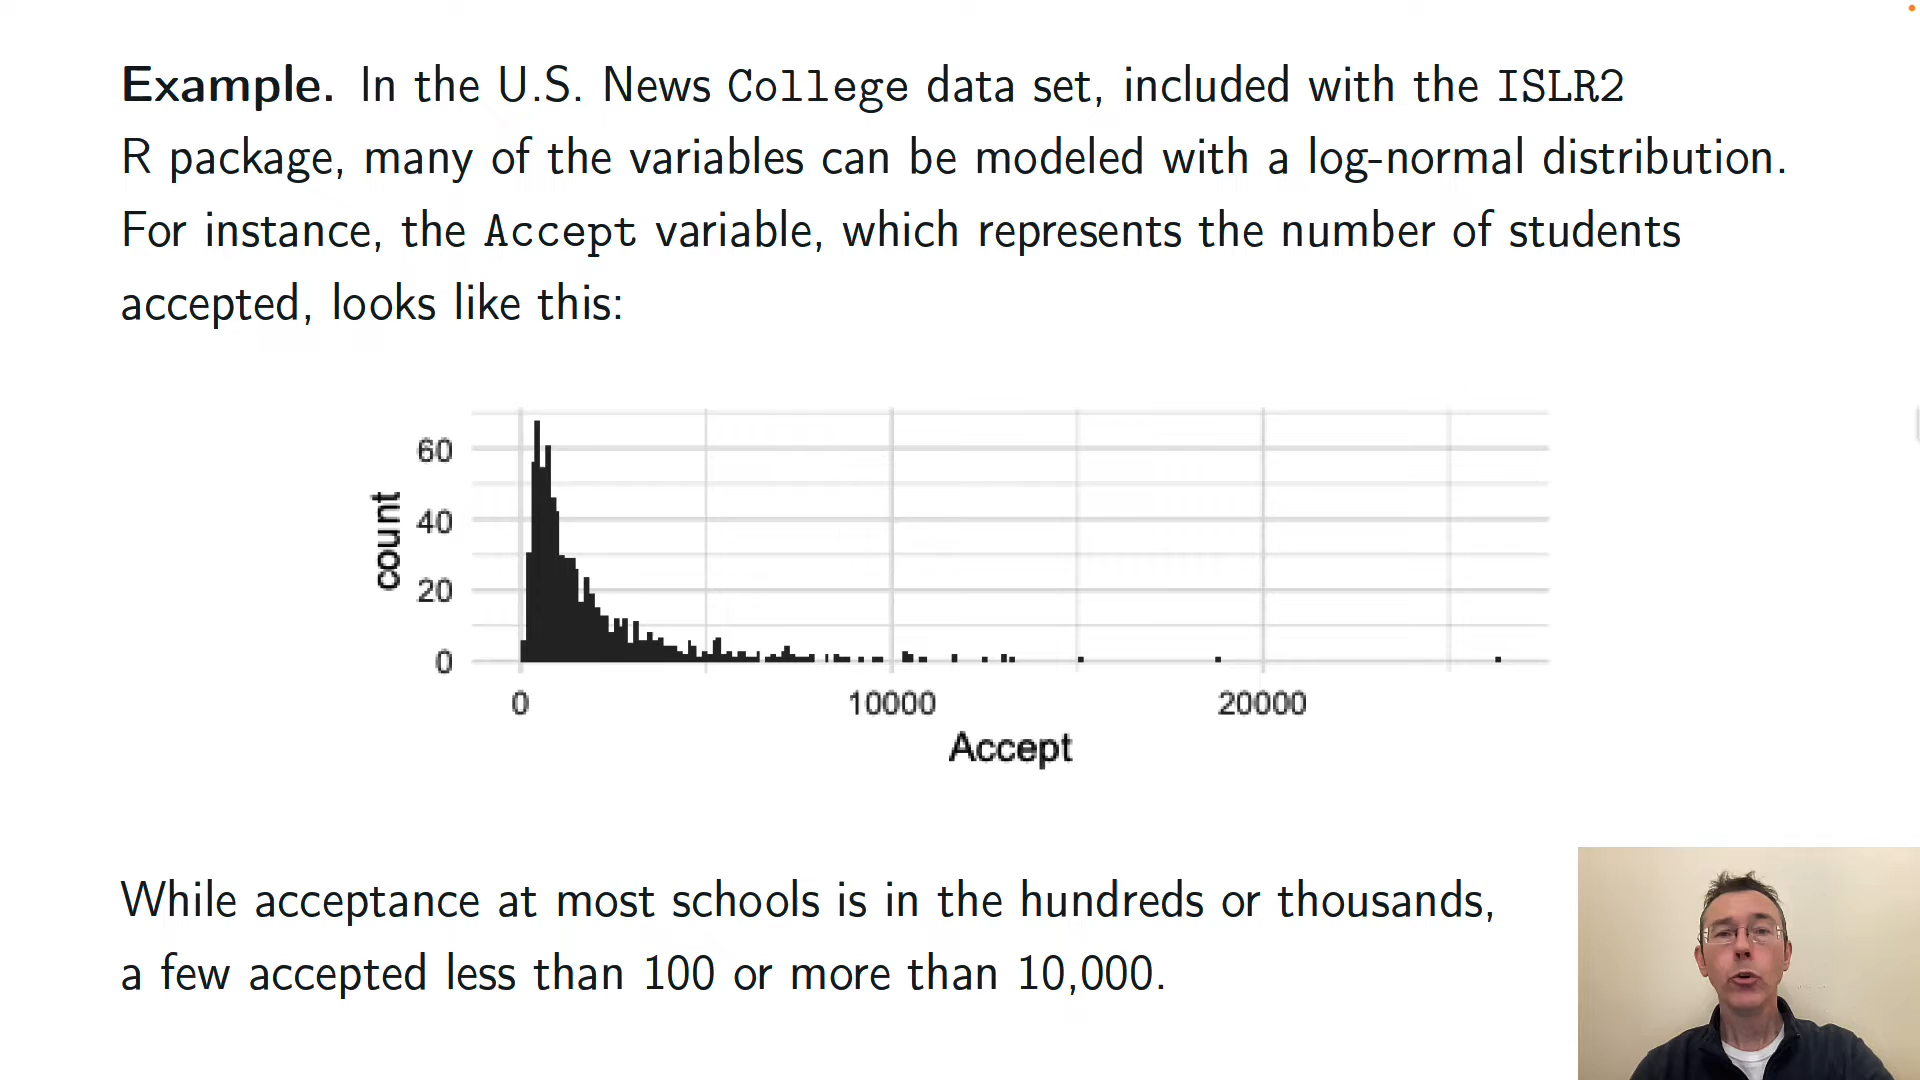 Example. In the U.S. News College data set, included with the ISLR2
R package, many of the variables can be modeled with a log-normal distribution.
For instance, the Accept variable, which represents the number of students
accepted, looks like this:
60
40
20
0
count
0 10000 20000
Accept
While acceptance at most schools is in the hundreds or thousands,
a few accepted less than 100 or more than 10,000.